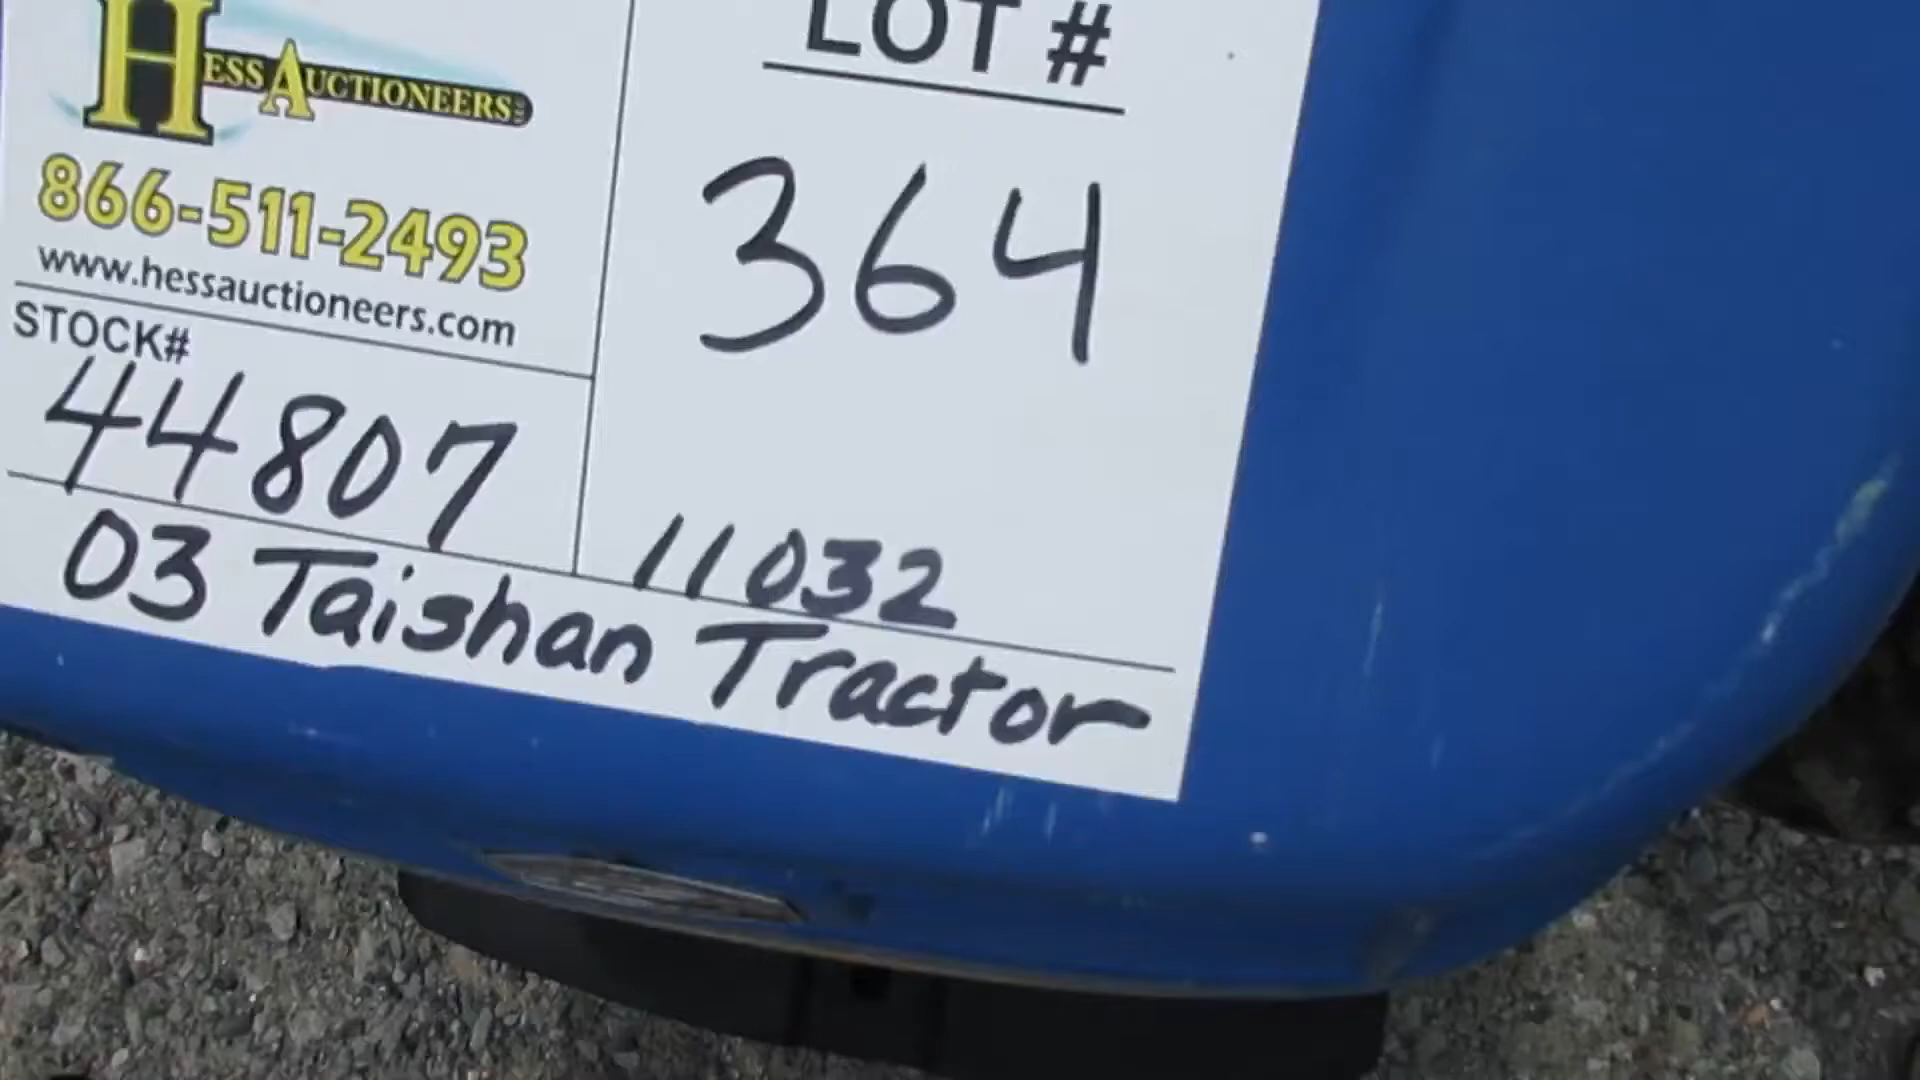 HESS AUCTIONEERS
866-511-2493
www.hessauctioneers.com
STOCK#
44807
LOT #
364
11032
03 Taishan Tractor